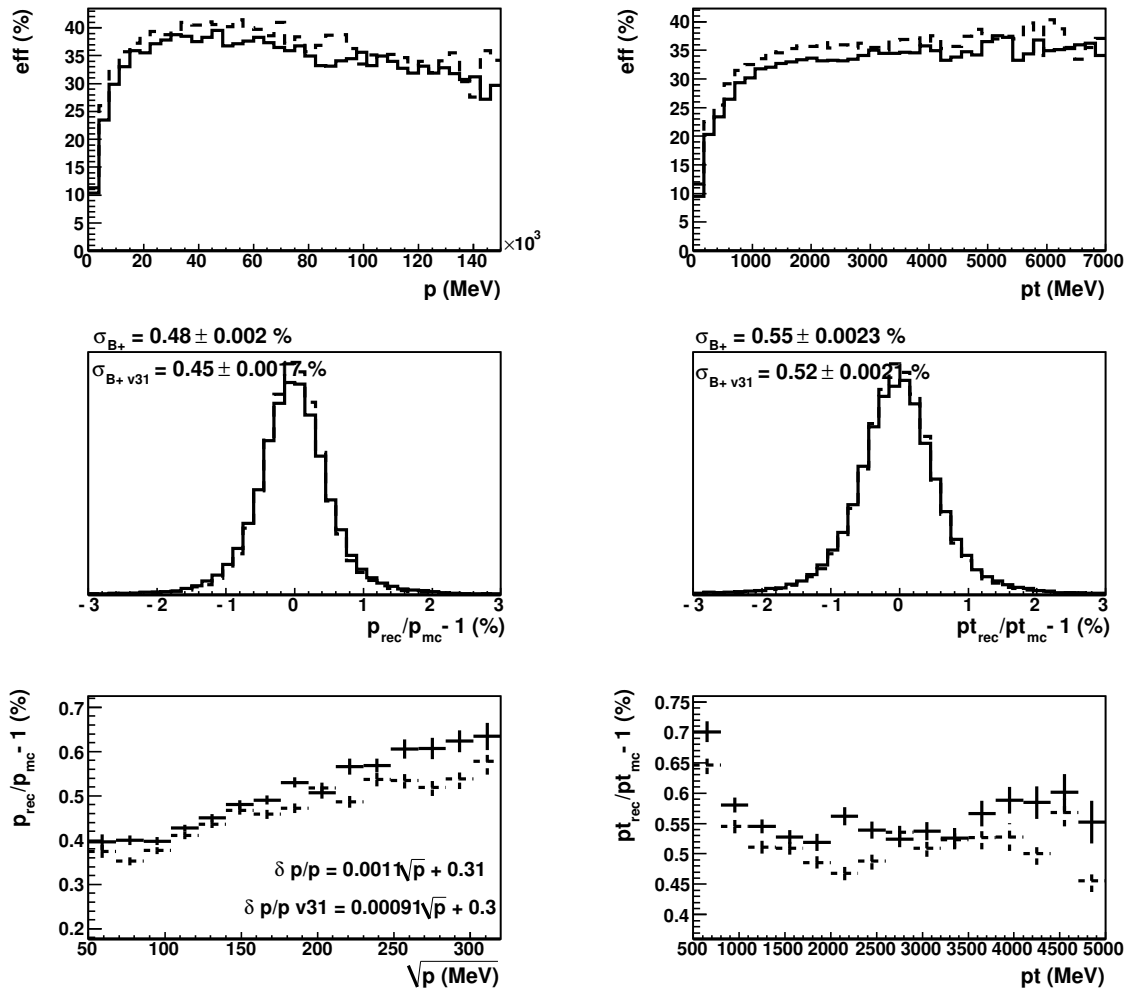 eff (%)
40
35
30
25
20
15
10
5
0
0 20 40 60 80 100 120 140
×10³
p (MeV)
eff (%)
40
35
30
25
20
15
10
5
0
0 1000 2000 3000 4000 5000 6000 7000
pt (MeV)
σB+ = 0.48 ± 0.002 %
σB+ v31 = 0.45 ± 0.0017 %
-3 -2 -1 0 1 2 3
prec/pmc- 1 (%)
σB+ = 0.55 ± 0.0023 %
σB+ v31 = 0.52 ± 0.0021 %
-3 -2 -1 0 1 2 3
ptrec/ptmc- 1 (%)
prec/pmc- 1 (%)
0.7
0.6
0.5
0.4
0.3
0.2
δ p/p = 0.0011√p + 0.31
δ p/p v31 = 0.00091√p + 0.3
50 100 150 200 250 300
√p (MeV)
ptrec/ptmc- 1 (%)
0.75
0.7
0.65
0.6
0.55
0.5
0.45
0.4
500 1000 1500 2000 2500 3000 3500 4000 4500 5000
pt (MeV)